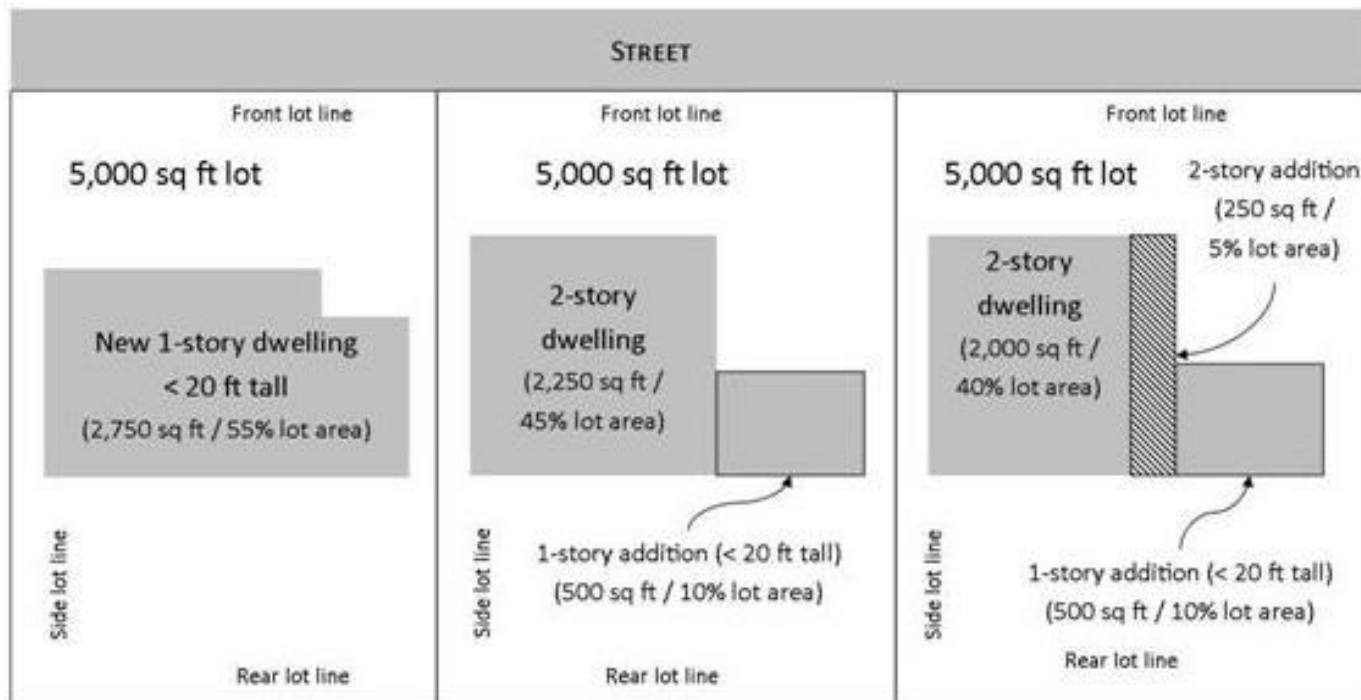 STREET
Front lot line
5,000 sq ft lot
New 1-story dwelling
< 20 ft tall
(2,750 sq ft / 55% lot area)
Side lot line
Rear lot line
Front lot line
5,000 sq ft lot
2-story
dwelling
(2,250 sq ft /
45% lot area)
1-story addition (< 20 ft tall)
(500 sq ft / 10% lot area)
Side lot line
Rear lot line
Front lot line
5,000 sq ft lot
2-story addition
(250 sq ft /
5% lot area)
2-story
dwelling
(2,000 sq ft /
40% lot area)
1-story addition (< 20 ft tall)
(500 sq ft / 10% lot area)
Side lot line
Rear lot line